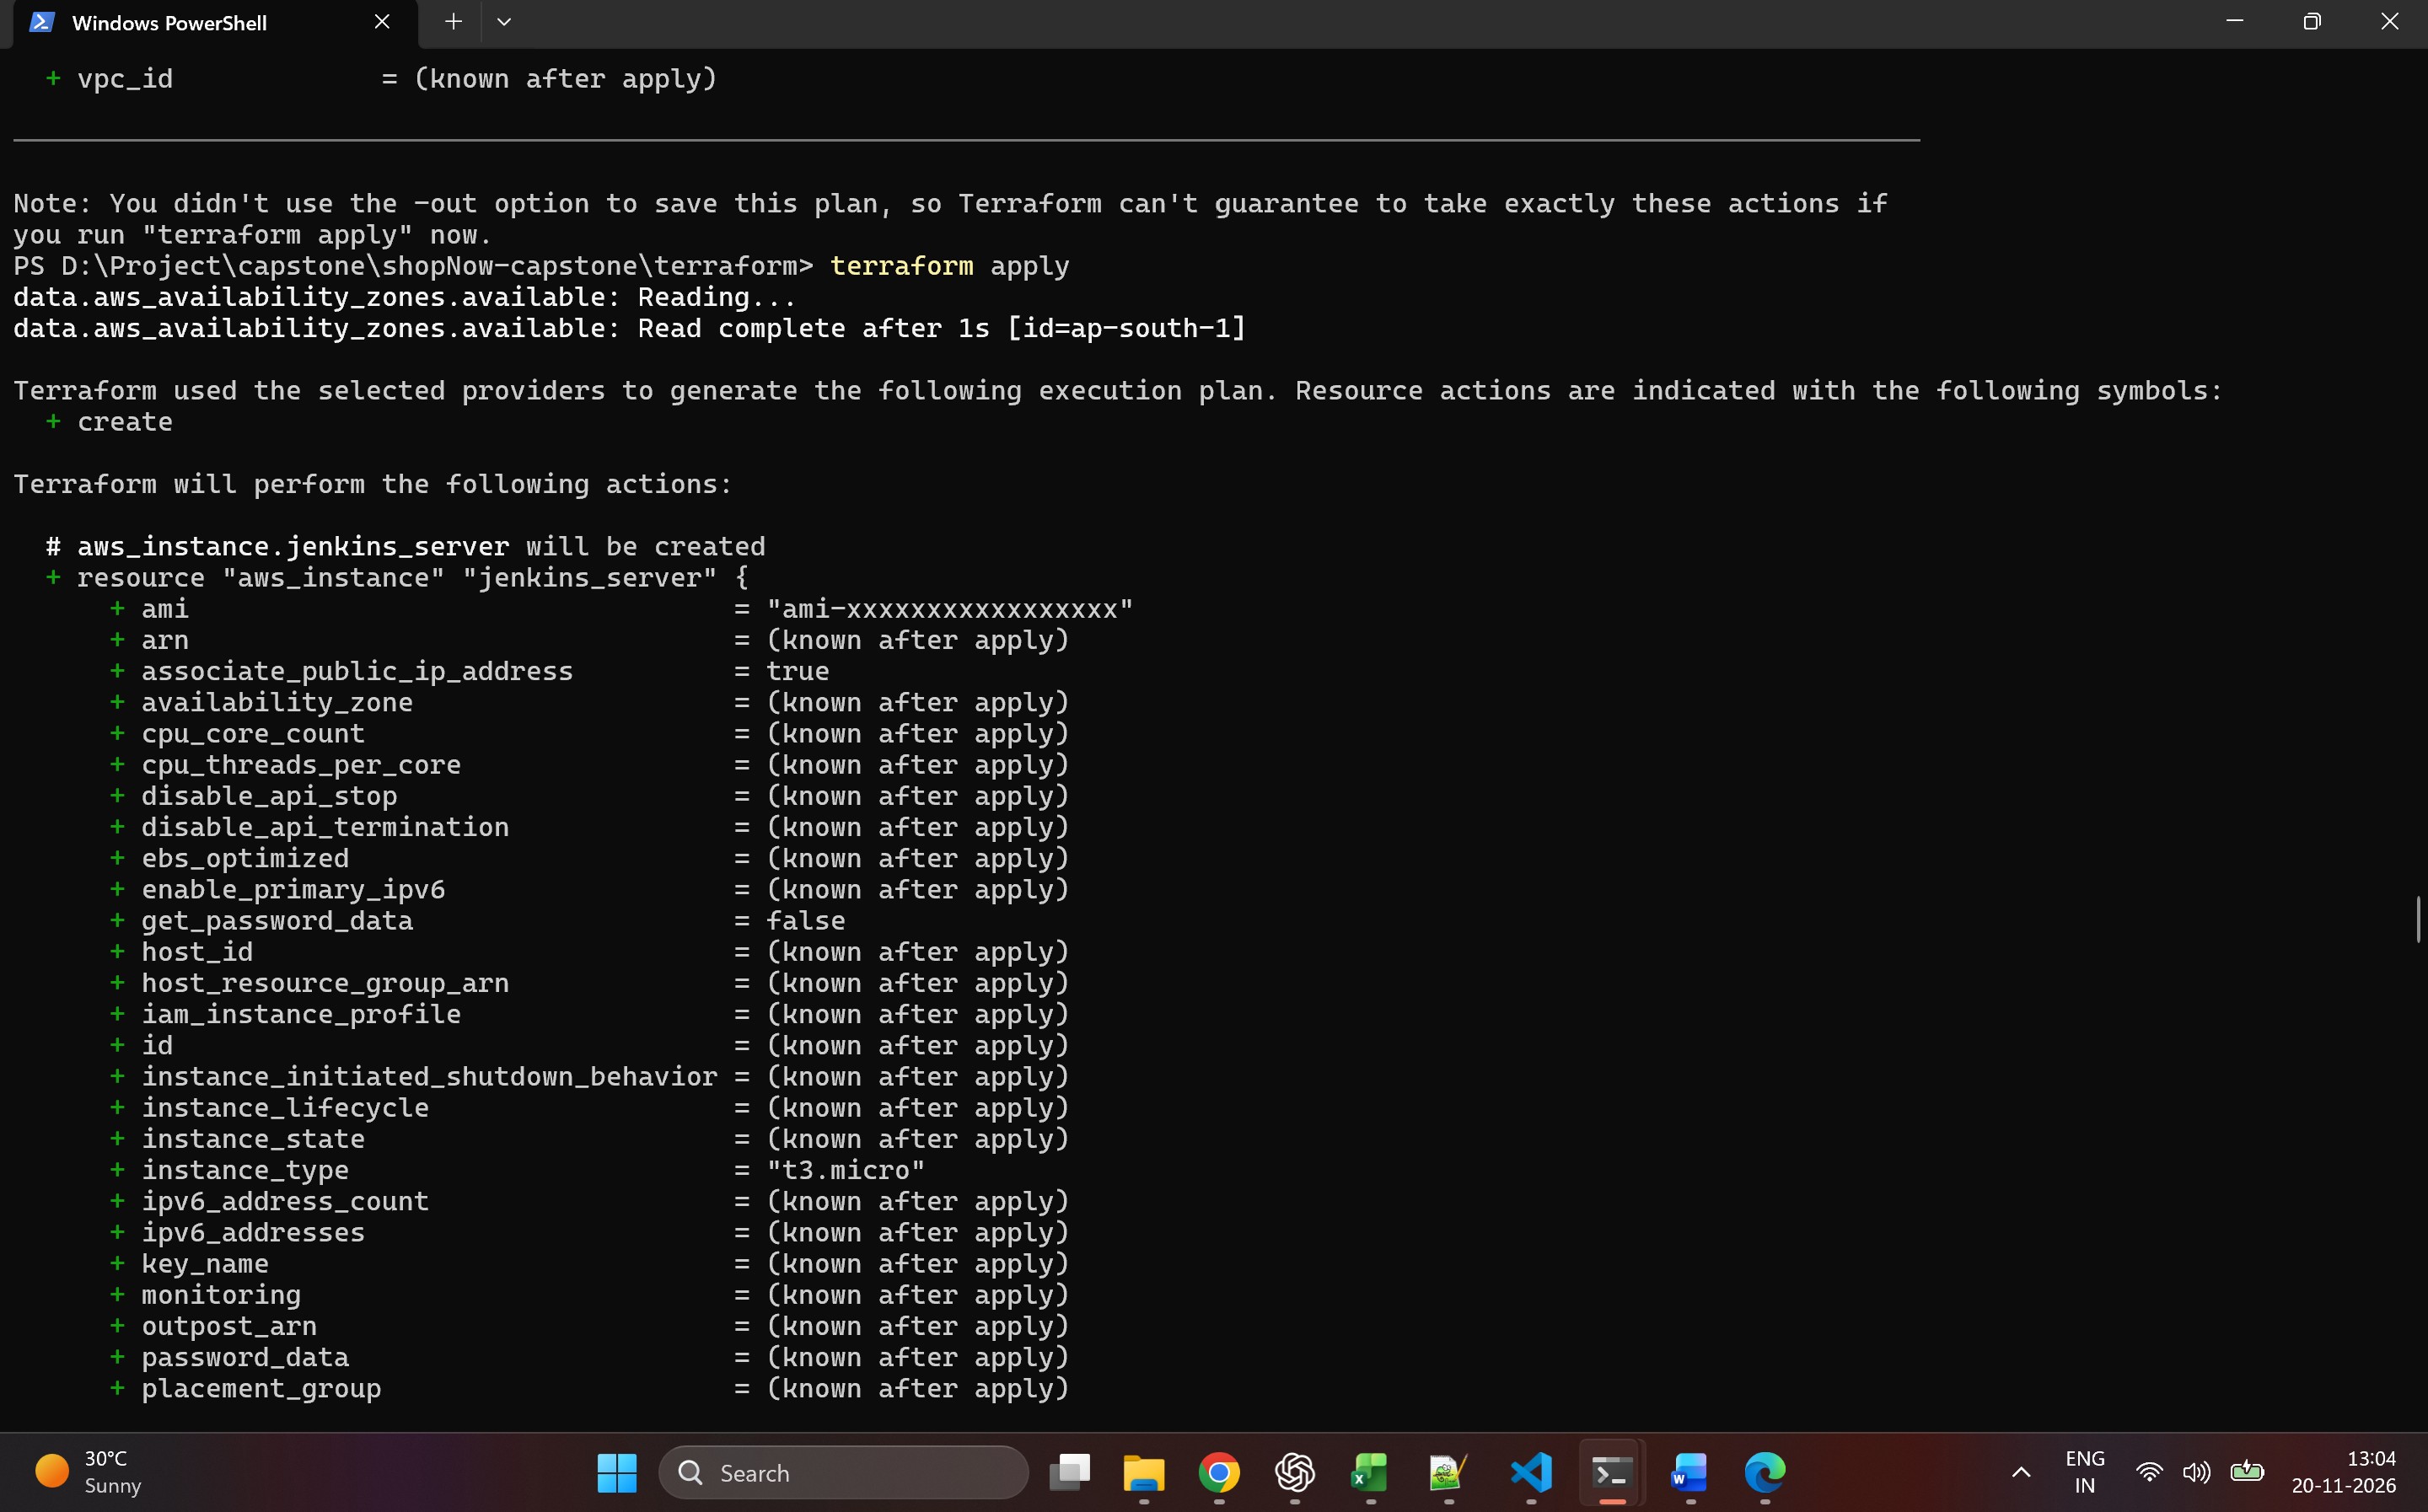 Windows PowerShell
+ vpc_id = (known after apply)
Note: You didn't use the -out option to save this plan, so Terraform can't guarantee to take exactly these actions if
you run "terraform apply" now.
PS D:\Project\capstone\shopNow-capstone\terraform> terraform apply
data.aws_availability_zones.available: Reading...
data.aws_availability_zones.available: Read complete after 1s [id=ap-south-1]
Terraform used the selected providers to generate the following execution plan. Resource actions are indicated with the following symbols:
+ create
Terraform will perform the following actions:
# aws_instance.jenkins_server will be created
+ resource "aws_instance" "jenkins_server" {
+ ami = "ami-xxxxxxxxxxxxxxxxx"
+ arn = (known after apply)
+ associate_public_ip_address = true
+ availability_zone = (known after apply)
+ cpu_core_count = (known after apply)
+ cpu_threads_per_core = (known after apply)
+ disable_api_stop = (known after apply)
+ disable_api_termination = (known after apply)
+ ebs_optimized = (known after apply)
+ enable_primary_ipv6 = (known after apply)
+ get_password_data = false
+ host_id = (known after apply)
+ host_resource_group_arn = (known after apply)
+ iam_instance_profile = (known after apply)
+ id = (known after apply)
+ instance_initiated_shutdown_behavior = (known after apply)
+ instance_lifecycle = (known after apply)
+ instance_state = (known after apply)
+ instance_type = "t3.micro"
+ ipv6_address_count = (known after apply)
+ ipv6_addresses = (known after apply)
+ key_name = (known after apply)
+ monitoring = (known after apply)
+ outpost_arn = (known after apply)
+ password_data = (known after apply)
+ placement_group = (known after apply)
30°C
Sunny
Search
ENG
IN
13:04
20-11-2026